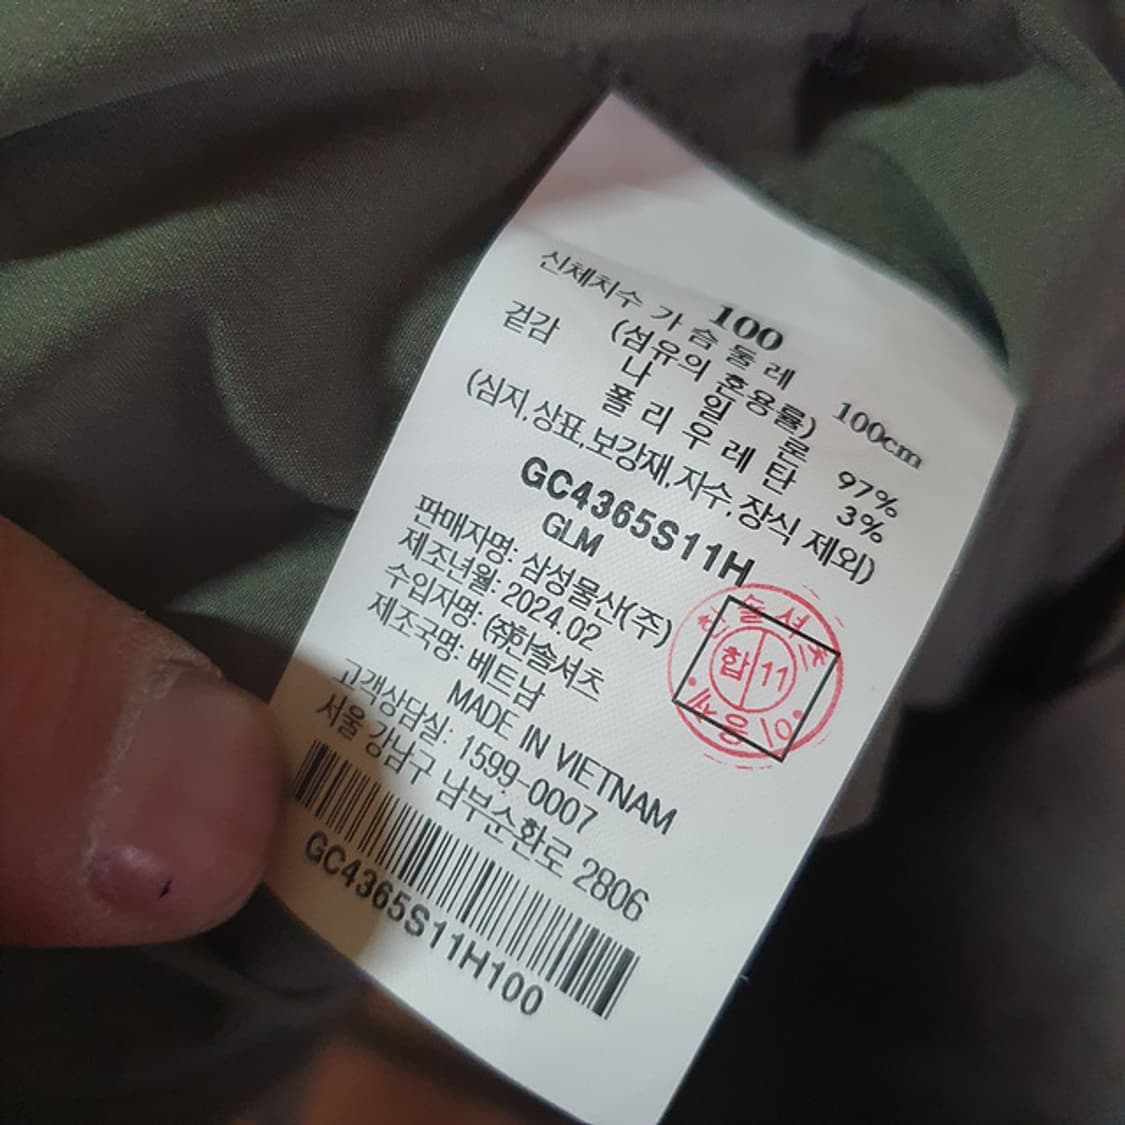 100
신체치수 가 슴 둘 레 100cm
겉감 (섬유의 혼용률)
나 일 론 97%
폴 리 우 레 탄 3%
(심지,상표,보강재,자수,장식 제외)
GC4365S11H
GLM
판매자명: 삼성물산(주)
제조년월: 2024.02
수입자명: ㈜한솔셔츠
제조국명: 베트남
MADE IN VIETNAM
고객상담실: 1599-0007
서울 강남구 남부순환로 2806
GC4365S11H100
합 11